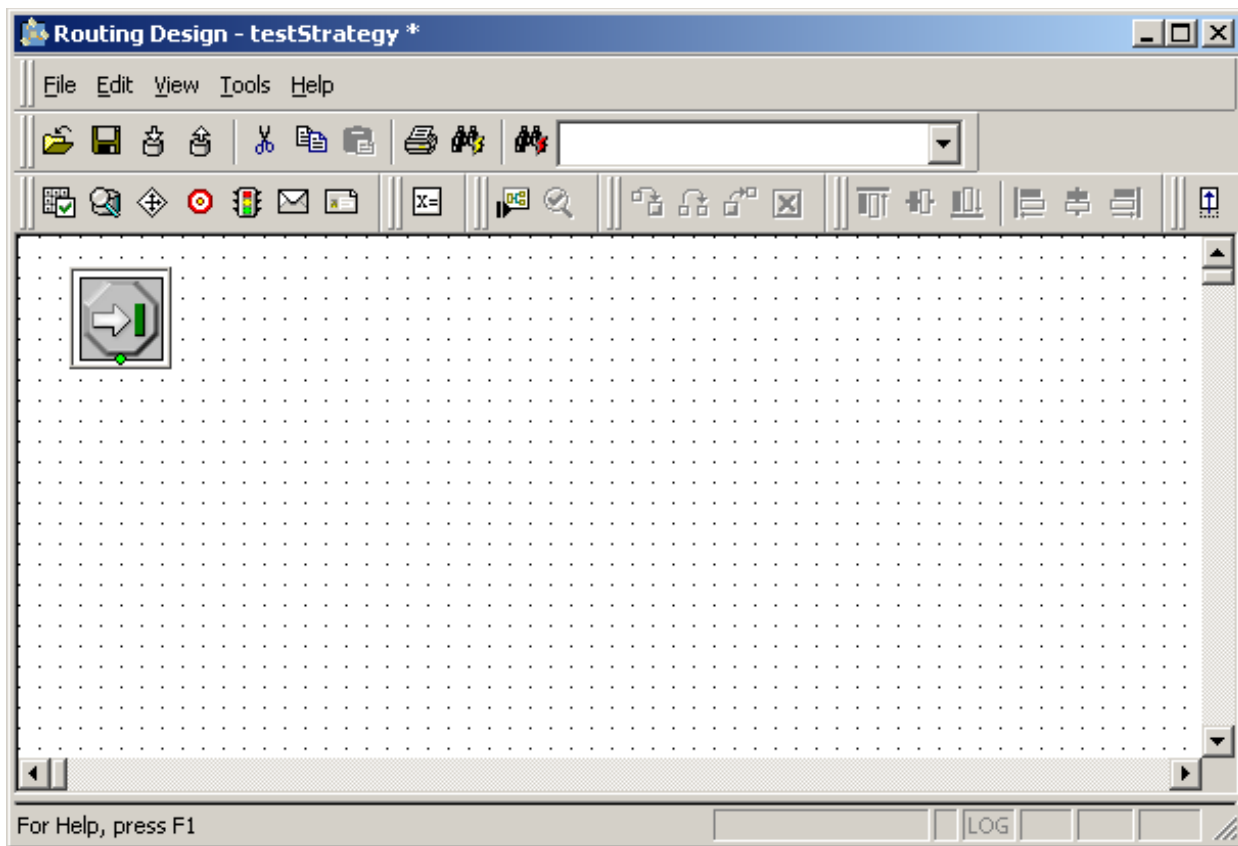 Routing Design - testStrategy *
File Edit View Tools Help
X=
For Help, press F1
LOG